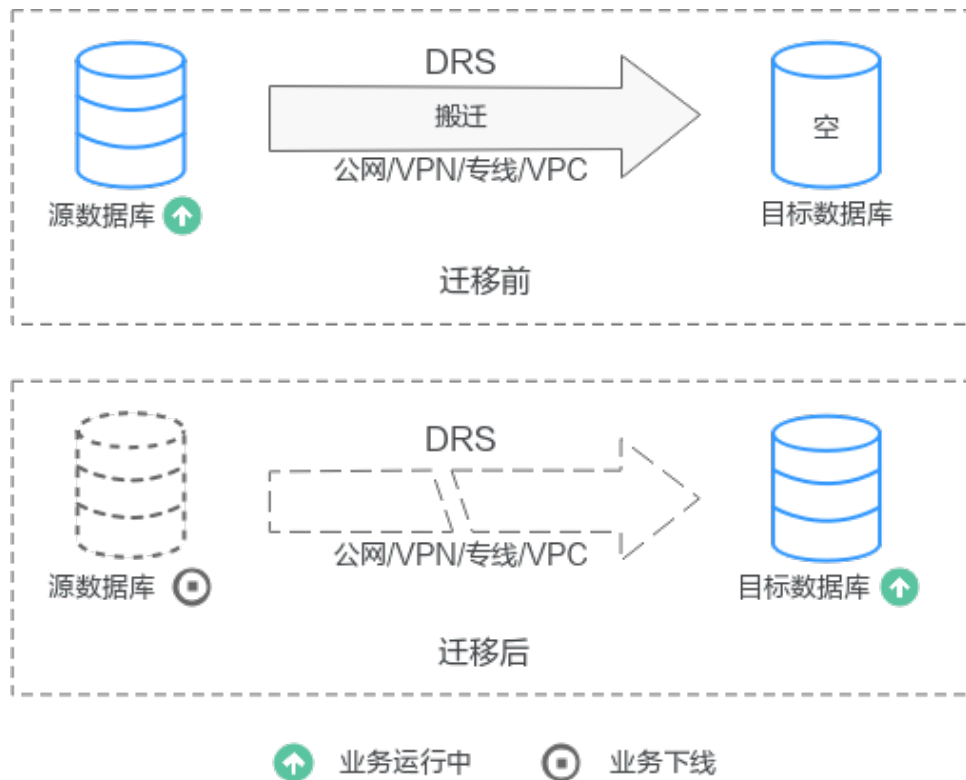 DRS
搬迁
空
公网/VPN/专线/VPC
源数据库
目标数据库
迁移前
DRS
公网/VPN/专线/VPC
源数据库
目标数据库
迁移后
业务运行中
业务下线